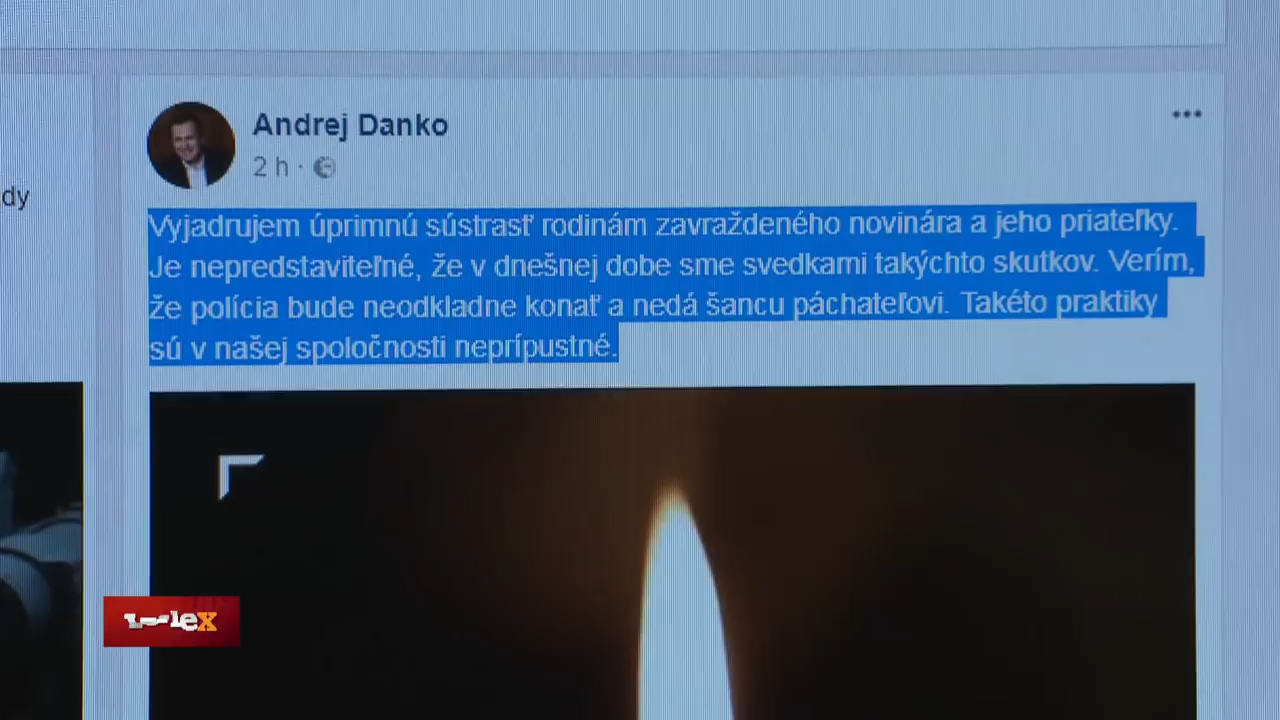 Andrej Danko
2 h ·
dy
Vyjadrujem úprimnú sústrasť rodinám zavraždeného novinára a jeho priateľky.
Je nepredstaviteľné, že v dnešnej dobe sme svedkami takýchto skutkov. Verím,
že polícia bude neodkladne konať a nedá šancu páchateľovi. Takéto praktiky
sú v našej spoločnosti neprípustné.